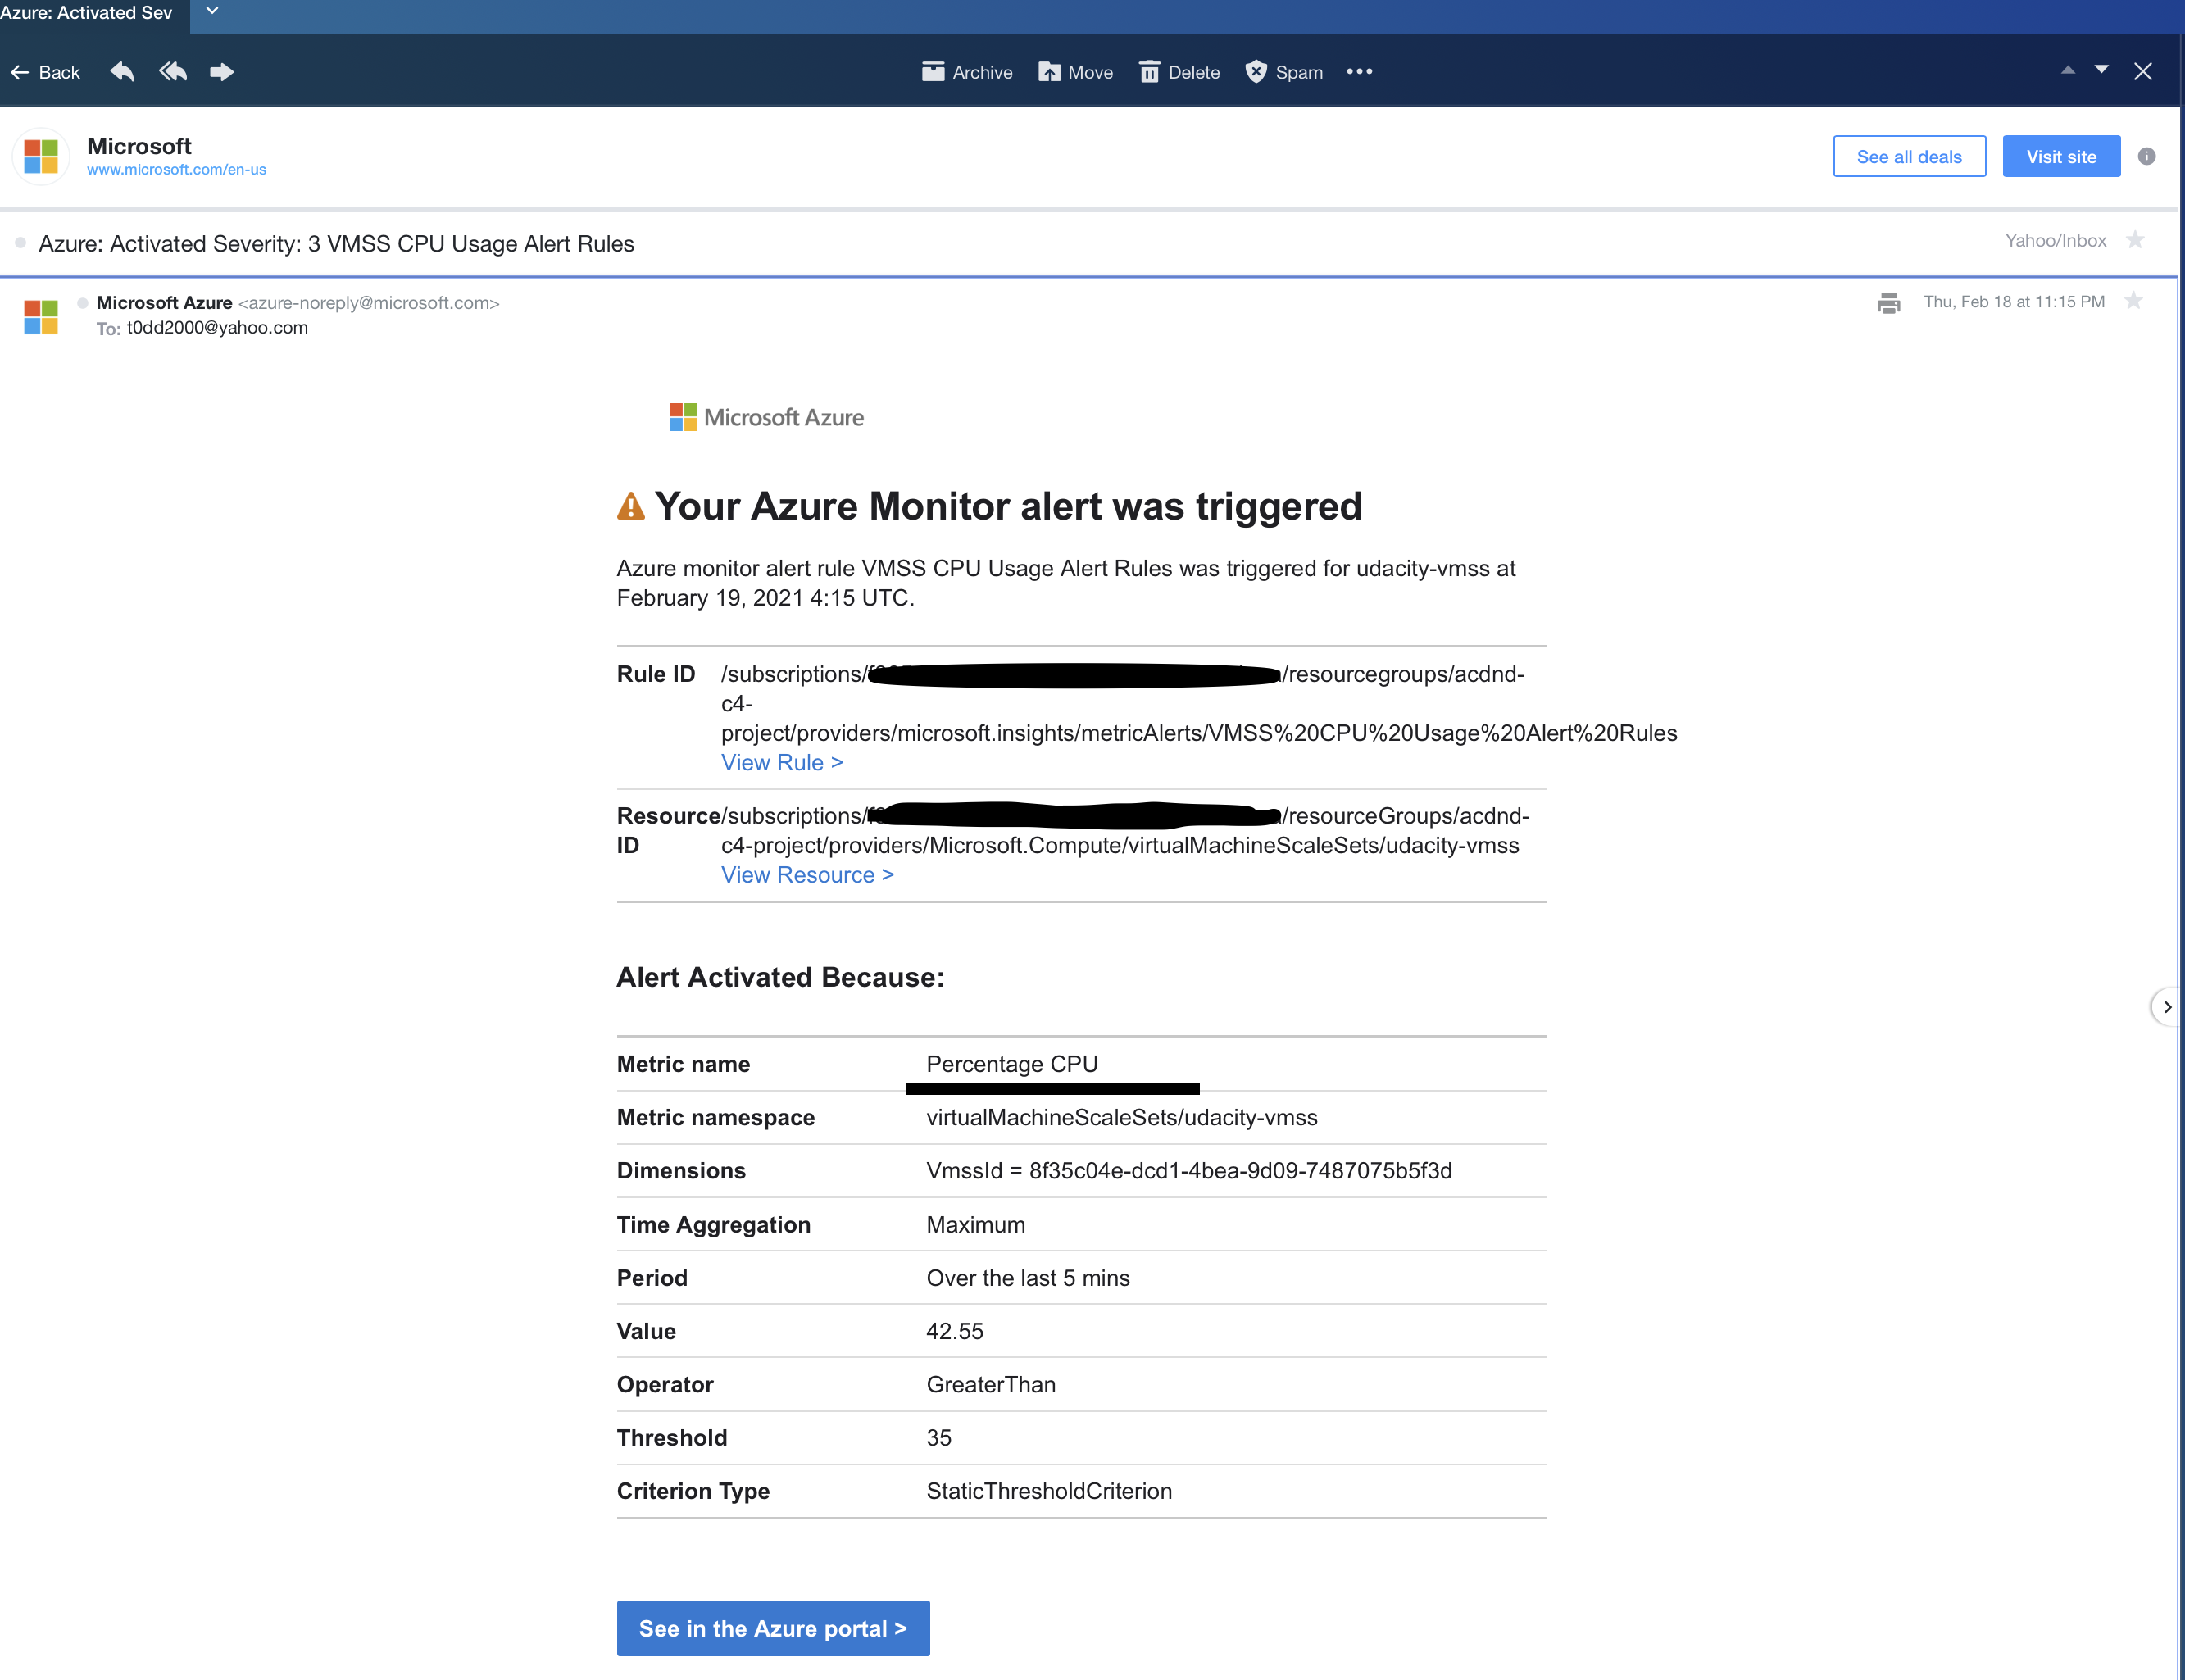 Azure: Activated Sev
Back
Archive
Move
Delete
Spam
Microsoft
www.microsoft.com/en-us
See all deals
Visit site
Azure: Activated Severity: 3 VMSS CPU Usage Alert Rules
Yahoo/Inbox
Microsoft Azure <azure-noreply@microsoft.com>
Thu, Feb 18 at 11:15 PM
To: t0dd2000@yahoo.com
Microsoft Azure
Your Azure Monitor alert was triggered
Azure monitor alert rule VMSS CPU Usage Alert Rules was triggered for udacity-vmss at
February 19, 2021 4:15 UTC.
Rule ID /subscriptions/ /resourcegroups/acdnd-
c4-
project/providers/microsoft.insights/metricAlerts/VMSS%20CPU%20Usage%20Alert%20Rules
View Rule >
Resource /subscriptions/ /resourceGroups/acdnd-
ID c4-project/providers/Microsoft.Compute/virtualMachineScaleSets/udacity-vmss
View Resource >
Alert Activated Because:
Metric name Percentage CPU
Metric namespace virtualMachineScaleSets/udacity-vmss
Dimensions VmssId = 8f35c04e-dcd1-4bea-9d09-7487075b5f3d
Time Aggregation Maximum
Period Over the last 5 mins
Value 42.55
Operator GreaterThan
Threshold 35
Criterion Type StaticThresholdCriterion
See in the Azure portal >